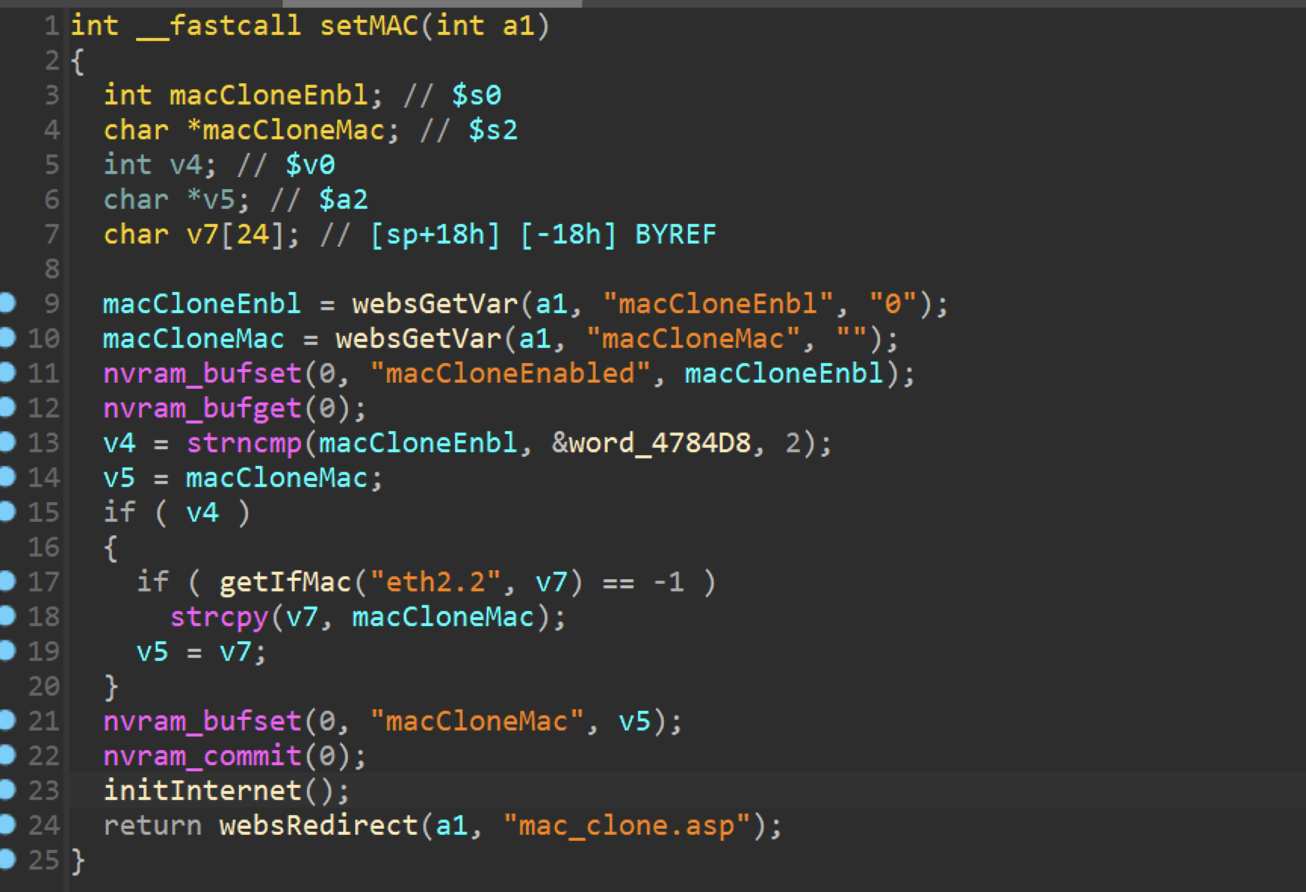 1 int __fastcall setMAC(int a1)
2 {
3 int macCloneEnbl; // $s0
4 char *macCloneMac; // $s2
5 int v4; // $v0
6 char *v5; // $a2
7 char v7[24]; // [sp+18h] [-18h] BYREF
8
9 macCloneEnbl = websGetVar(a1, "macCloneEnbl", "0");
10 macCloneMac = websGetVar(a1, "macCloneMac", "");
11 nvram_bufset(0, "macCloneEnabled", macCloneEnbl);
12 nvram_bufget(0);
13 v4 = strncmp(macCloneEnbl, &word_4784D8, 2);
14 v5 = macCloneMac;
15 if ( v4 )
16 {
17 if ( getIfMac("eth2.2", v7) == -1 )
18 strcpy(v7, macCloneMac);
19 v5 = v7;
20 }
21 nvram_bufset(0, "macCloneMac", v5);
22 nvram_commit(0);
23 initInternet();
24 return websRedirect(a1, "mac_clone.asp");
25 }